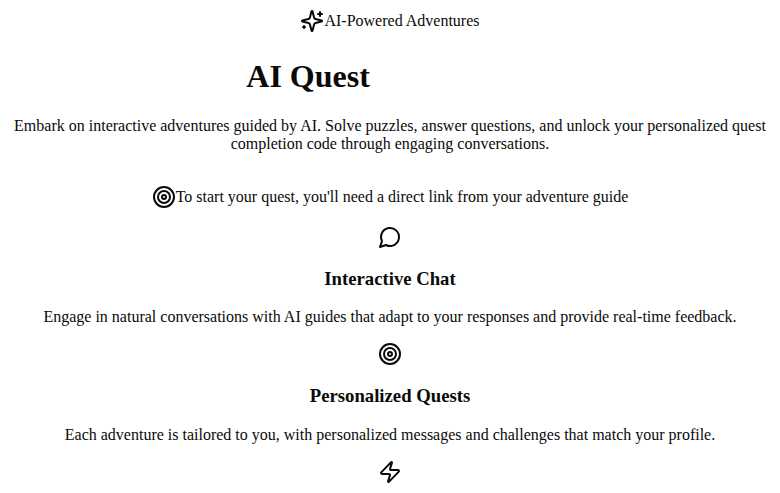 AI-Powered Adventures
AI Quest
Embark on interactive adventures guided by AI. Solve puzzles, answer questions, and unlock your personalized quest
completion code through engaging conversations.
To start your quest, you'll need a direct link from your adventure guide
Interactive Chat
Engage in natural conversations with AI guides that adapt to your responses and provide real-time feedback.
Personalized Quests
Each adventure is tailored to you, with personalized messages and challenges that match your profile.